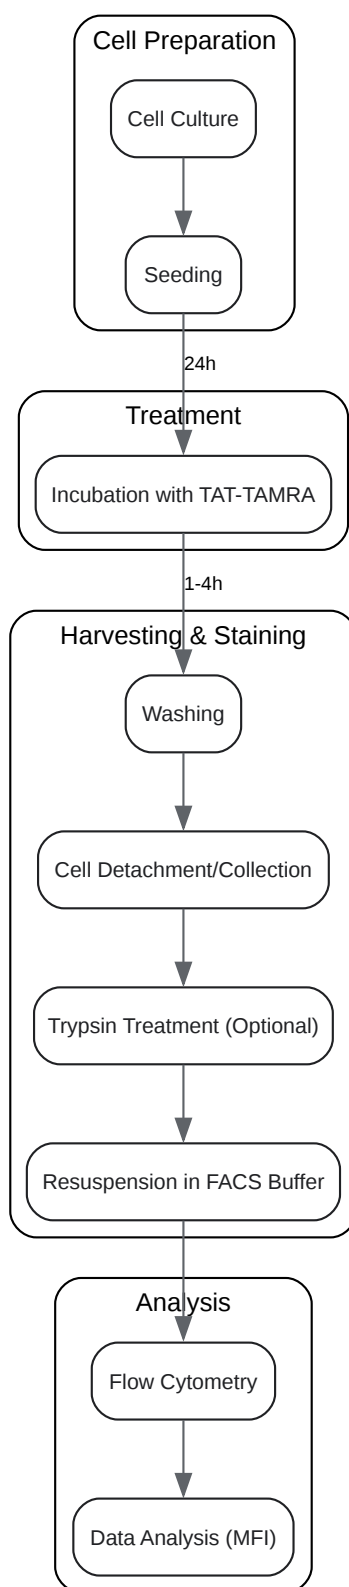 Cell Preparation
Cell Culture
Seeding
24h
Treatment
Incubation with TAT-TAMRA
1-4h
Harvesting & Staining
Washing
Cell Detachment/Collection
Trypsin Treatment (Optional)
Resuspension in FACS Buffer
Analysis
Flow Cytometry
Data Analysis (MFI)